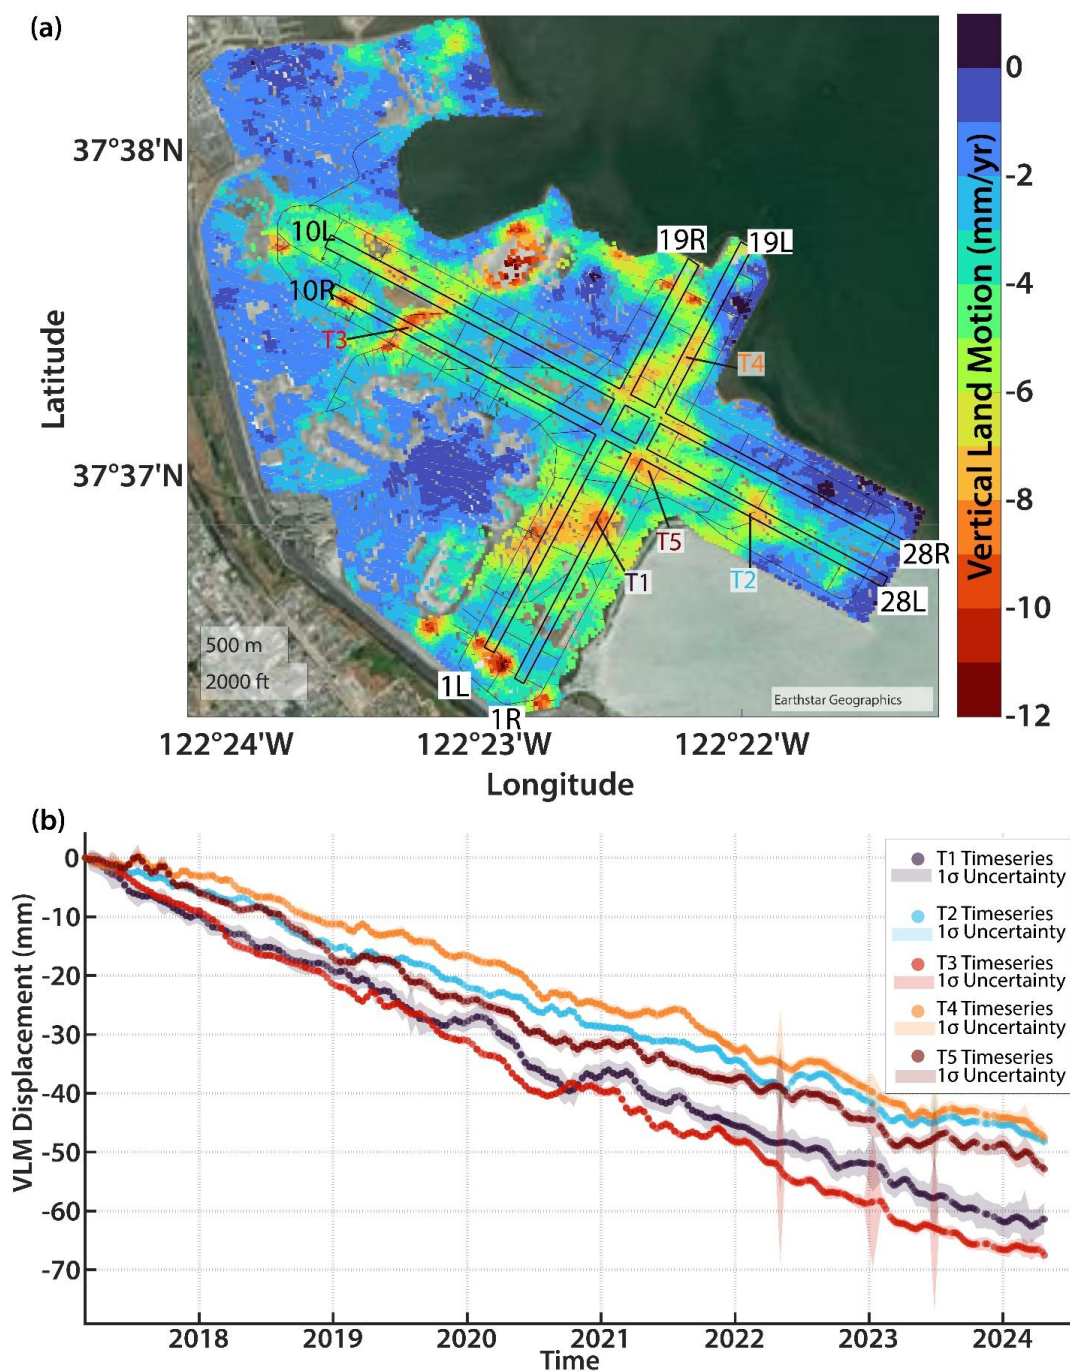 (a)
37°38'N
37°37'N
Latitude
10L
10R
T3
19R
19L
T4
T5
T1
T2
28R
28L
1L
1R
500 m
2000 ft
Earthstar Geographics
122°24'W
122°23'W
122°22'W
Longitude
0
-2
-4
-6
-8
-10
-12
Vertical Land Motion (mm/yr)
(b)
0
-10
-20
-30
-40
-50
-60
-70
VLM Displacement (mm)
T1 Timeseries
1σ Uncertainty
T2 Timeseries
1σ Uncertainty
T3 Timeseries
1σ Uncertainty
T4 Timeseries
1σ Uncertainty
T5 Timeseries
1σ Uncertainty
2018
2019
2020
2021
2022
2023
2024
Time